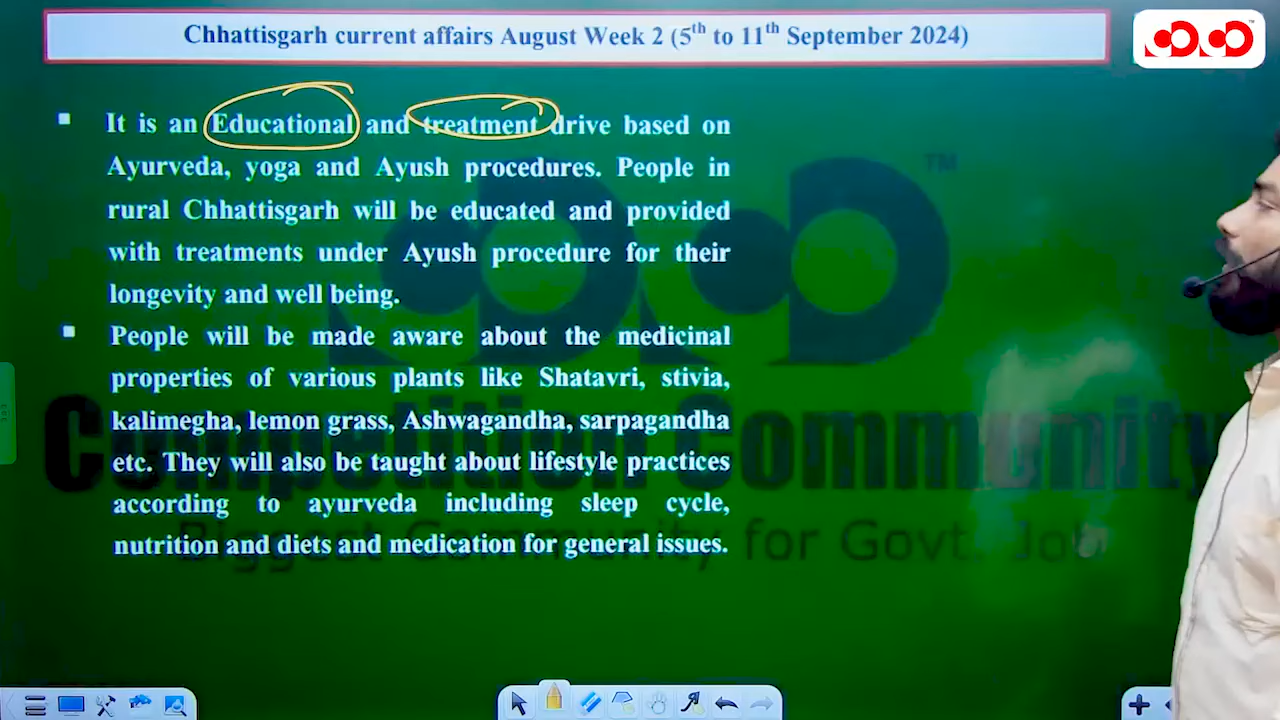 Chhattisgarh current affairs August Week 2 (5th to 11th September 2024)
It is an Educational and treatment drive based on
Ayurveda, yoga and Ayush procedures. People in
rural Chhattisgarh will be educated and provided
with treatments under Ayush procedure for their
longevity and well being.
People will be made aware about the medicinal
properties of various plants like Shatavri, stivia,
kalimegha, lemon grass, Ashwagandha, sarpagandha
etc. They will also be taught about lifestyle practices
according to ayurveda including sleep cycle,
nutrition and diets and medication for general issues.
TM
Competition Community
Biggest Community for Govt. Job